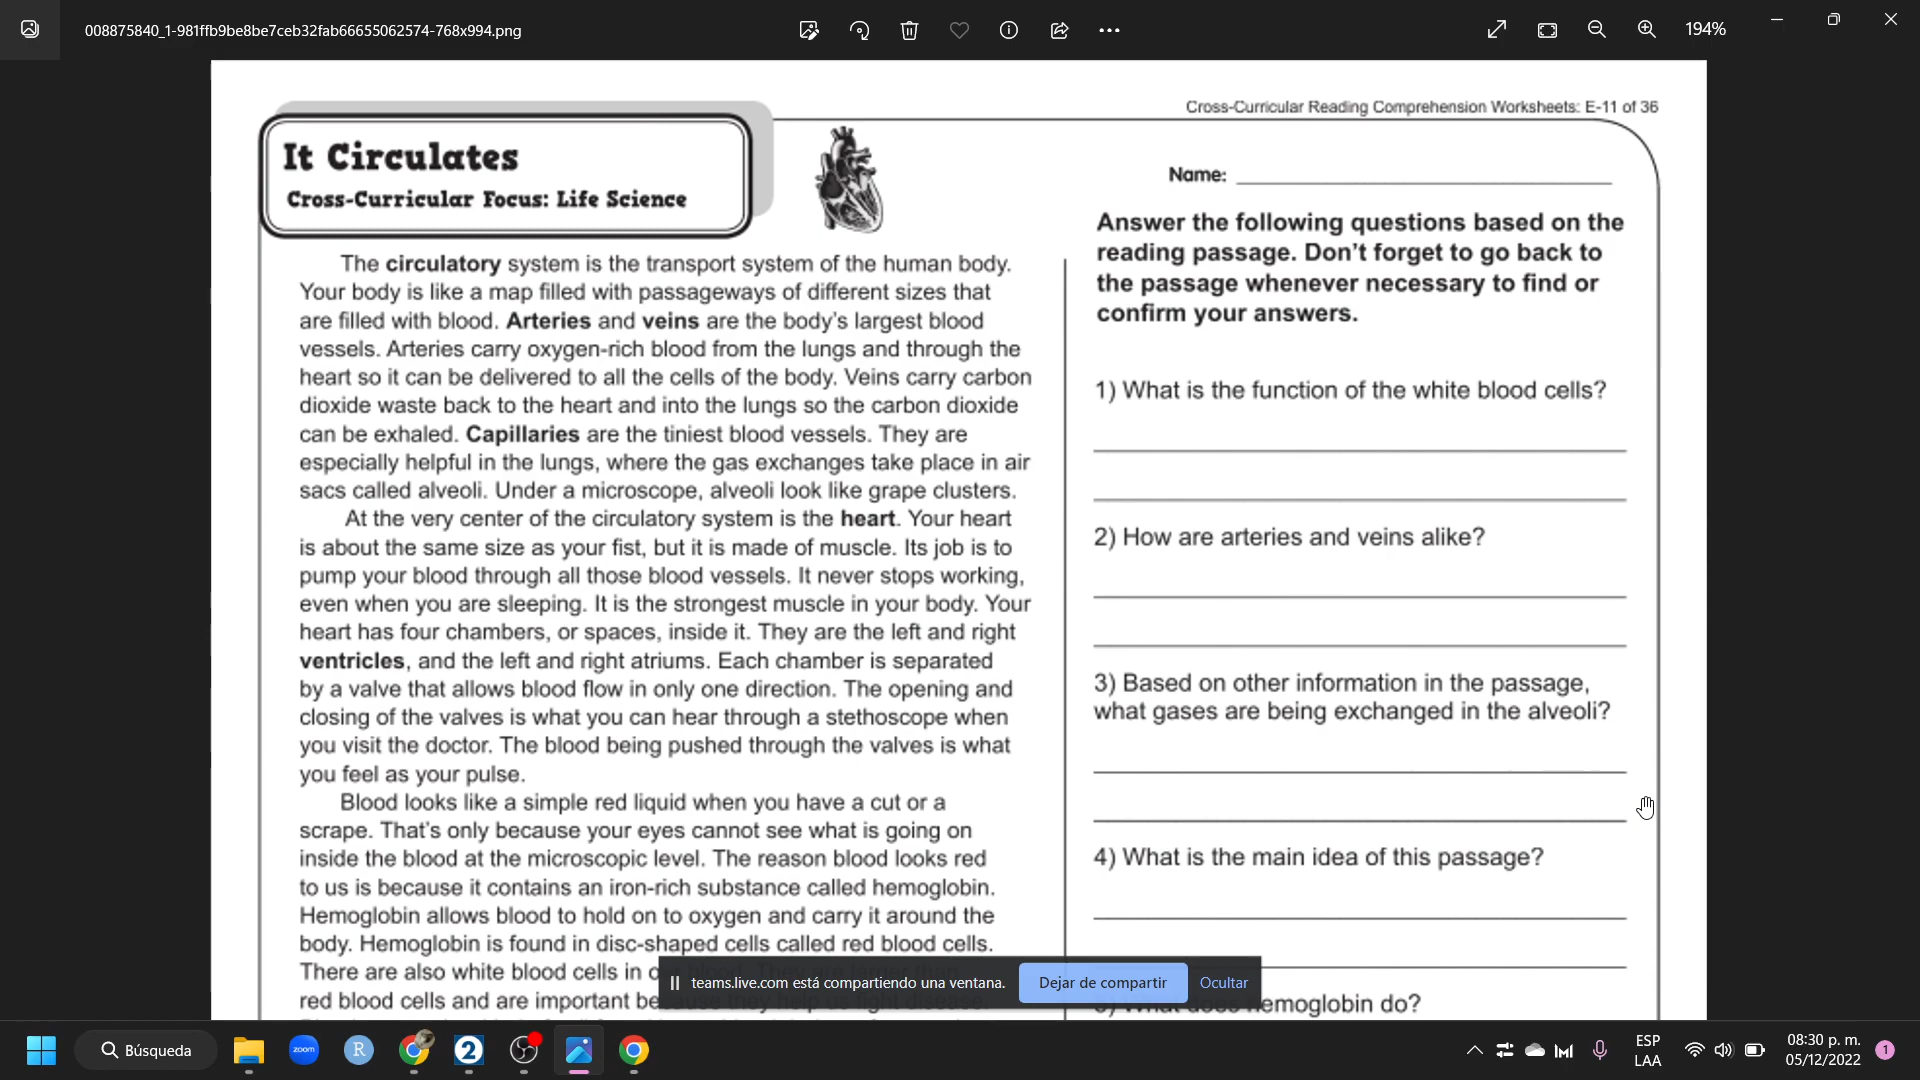 008875840_1-981ffb9be8be7ceb32fab66655062574-768x994.png
194%
Cross-Curricular Reading Comprehension Worksheets: E-11 of 36
It Circulates
Cross-Curricular Focus: Life Science
The circulatory system is the transport system of the human body.
Your body is like a map filled with passageways of different sizes that
are filled with blood. Arteries and veins are the body's largest blood
vessels. Arteries carry oxygen-rich blood from the lungs and through the
heart so it can be delivered to all the cells of the body. Veins carry carbon
dioxide waste back to the heart and into the lungs so the carbon dioxide
can be exhaled. Capillaries are the tiniest blood vessels. They are
especially helpful in the lungs, where the gas exchanges take place in air
sacs called alveoli. Under a microscope, alveoli look like grape clusters.
At the very center of the circulatory system is the heart. Your heart
is about the same size as your fist, but it is made of muscle. Its job is to
pump your blood through all those blood vessels. It never stops working,
even when you are sleeping. It is the strongest muscle in your body. Your
heart has four chambers, or spaces, inside it. They are the left and right
ventricles, and the left and right atriums. Each chamber is separated
by a valve that allows blood flow in only one direction. The opening and
closing of the valves is what you can hear through a stethoscope when
you visit the doctor. The blood being pushed through the valves is what
you feel as your pulse.
Blood looks like a simple red liquid when you have a cut or a
scrape. That's only because your eyes cannot see what is going on
inside the blood at the microscopic level. The reason blood looks red
to us is because it contains an iron-rich substance called hemoglobin.
Hemoglobin allows blood to hold on to oxygen and carry it around the
body. Hemoglobin is found in disc-shaped cells called red blood cells.
There are also white blood cells in
red blood cells and are important because they help us fight disease.
Name:
Answer the following questions based on the
reading passage. Don't forget to go back to
the passage whenever necessary to find or
confirm your answers.
1) What is the function of the white blood cells?
2) How are arteries and veins alike?
3) Based on other information in the passage,
what gases are being exchanged in the alveoli?
4) What is the main idea of this passage?
5) What does hemoglobin do?
teams.live.com está compartiendo una ventana.
Dejar de compartir
Ocultar
Búsqueda
zoom
R
2
ESP
LAA
08:30 p. m.
05/12/2022
1